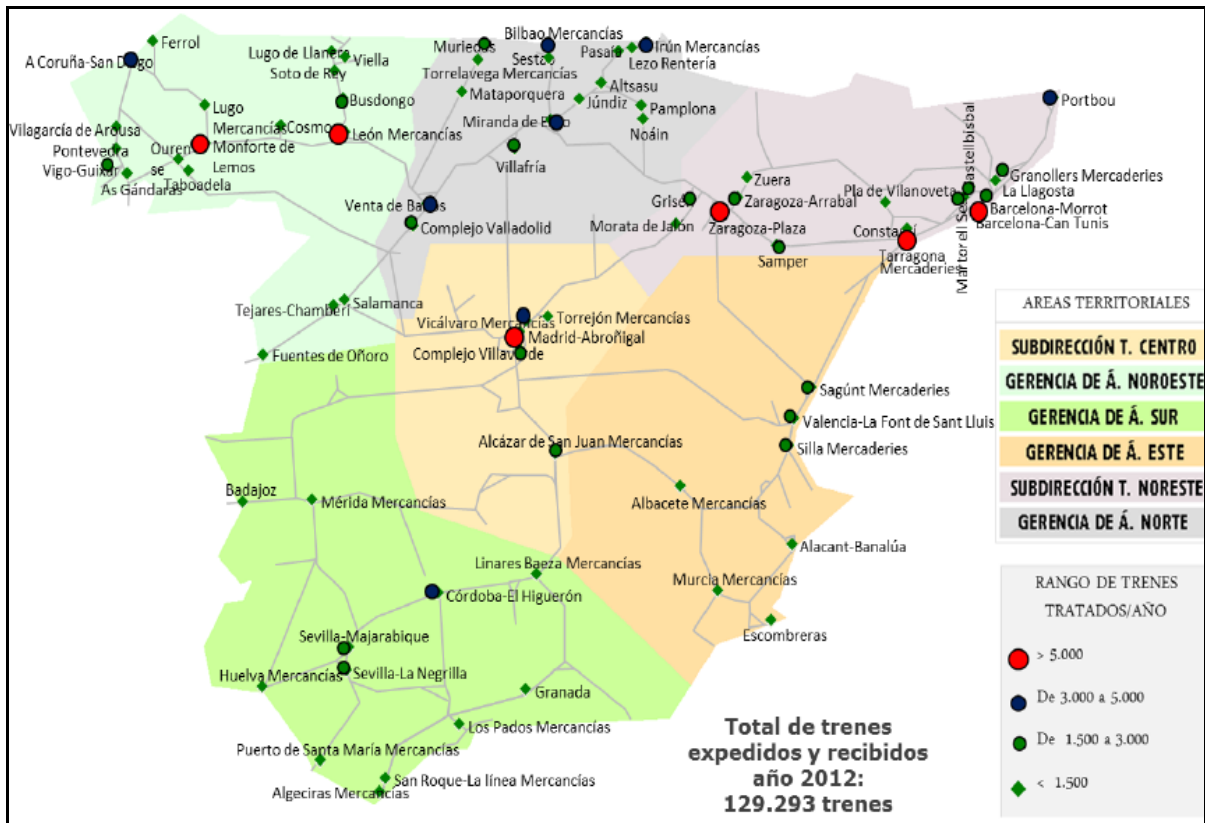 Ferrol
A Coruña-San Diego
Lugo de Llanera
Viella
Soto de Rey
Busdongo
Lugo
Mercancías
Cosmos
León Mercancías
Monforte de
Lemos
Vilagarcía de Arousa
Pontevedra
Vigo-Guixar
As Gándaras
Ouren
se
Taboadela
Muriedas
Bilbao Mercancías
Sestao
Pasaia
Irún Mercancías
Lezo Rentería
Torrelavega Mercancías
Mataporquera
Altsasu
Júndiz
Pamplona
Miranda de Ebro
Noáin
Villafría
Venta de Baños
Complejo Valladolid
Grisén
Zuera
Zaragoza-Arrabal
Morata de Jalón
Zaragoza-Plaza
Samper
Pla de Vilanoveta
Constantí
Tarragona
Mercaderies
Martorell Seat
Castellbisbal
Portbou
Granollers Mercaderies
La Llagosta
Barcelona-Morrot
Barcelona-Can Tunis
Tejares-Chamberí
Salamanca
Fuentes de Oñoro
Vicálvaro Mercancías
Torrejón Mercancías
Madrid-Abroñigal
Complejo Villaverde
Sagúnt Mercaderies
Valencia-La Font de Sant Lluis
Silla Mercaderies
Alcázar de San Juan Mercancías
Albacete Mercancías
Badajoz
Mérida Mercancías
Alacant-Banalúa
Linares Baeza Mercancías
Murcia Mercancías
Córdoba-El Higuerón
Escombreras
Sevilla-Majarabique
Sevilla-La Negrilla
Huelva Mercancías
Granada
Los Pados Mercancías
Puerto de Santa María Mercancías
San Roque-La línea Mercancías
Algeciras Mercancías
AREAS TERRITORIALES
SUBDIRECCIÓN T. CENTRO
GERENCIA DE Á. NOROESTE
GERENCIA DE Á. SUR
GERENCIA DE Á. ESTE
SUBDIRECCIÓN T. NORESTE
GERENCIA DE Á. NORTE
RANGO DE TRENES
TRATADOS/AÑO
> 5.000
De 3.000 a 5.000
De 1.500 a 3.000
< 1.500
Total de trenes
expedidos y recibidos
año 2012:
129.293 trenes